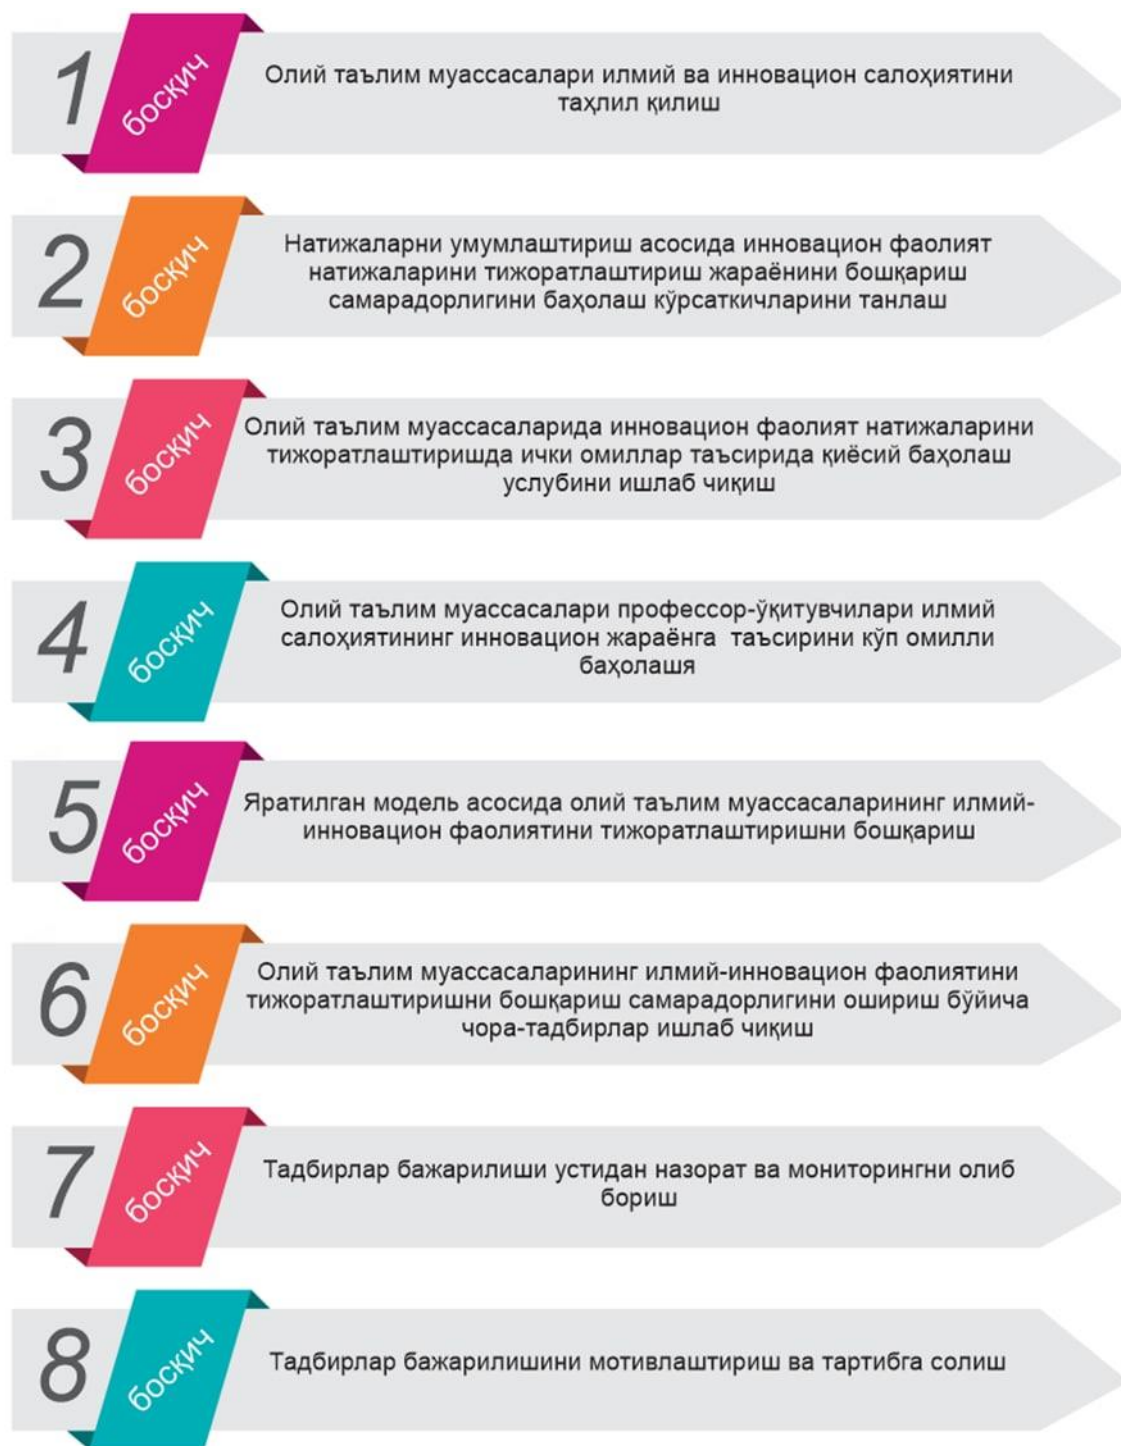 1
босқич
Олий таълим муассасалари илмий ва инновацион салоҳиятини
таҳлил қилиш
2
босқич
Натижаларни умумлаштириш асосида инновацион фаолият
натижаларини тижоратлаштириш жараёнини бошқариш
самарадорлигини баҳолаш кўрсаткичларини танлаш
3
босқич
Олий таълим муассасаларида инновацион фаолият натижаларини
тижоратлаштиришда ички омиллар таъсирида қиёсий баҳолаш
услубини ишлаб чиқиш
4
босқич
Олий таълим муассасалари профессор-ўқитувчилари илмий
салоҳиятининг инновацион жараёнга таъсирини кўп омилли
баҳолашя
5
босқич
Яратилган модель асосида олий таълим муассасаларининг илмий-
инновацион фаолиятини тижоратлаштиришни бошқариш
6
босқич
Олий таълим муассасаларининг илмий-инновацион фаолиятини
тижоратлаштиришни бошқариш самарадорлигини ошириш бўйича
чора-тадбирлар ишлаб чиқиш
7
босқич
Тадбирлар бажарилиши устидан назорат ва мониторингни олиб
бориш
8
босқич
Тадбирлар бажарилишини мотивлаштириш ва тартибга солиш